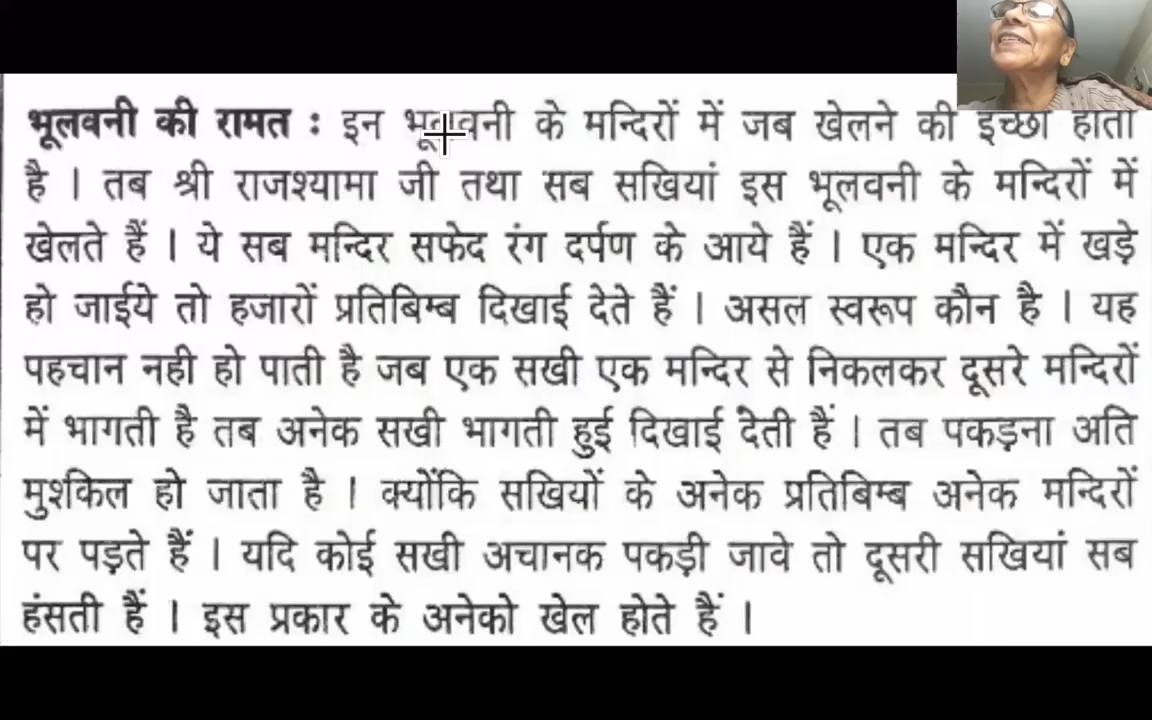 भूलवनी की रामत : इन भूलवनी के मन्दिरों में जब खेलने की इच्छा होती
है । तब श्री राजश्यामा जी तथा सब सखियां इस भूलवनी के मन्दिरों में
खेलते हैं । ये सब मन्दिर सफेद रंग दर्पण के आये हैं । एक मन्दिर में खड़े
हो जाईये तो हजारों प्रतिबिम्ब दिखाई देते हैं । असल स्वरूप कौन है । यह
पहचान नही हो पाती है जब एक सखी एक मन्दिर से निकलकर दूसरे मन्दिरों
में भागती है तब अनेक सखी भागती हुई दिखाई देती हैं । तब पकड़ना अति
मुश्किल हो जाता है । क्योंकि सखियों के अनेक प्रतिबिम्ब अनेक मन्दिरों
पर पड़ते हैं । यदि कोई सखी अचानक पकड़ी जावे तो दूसरी सखियां सब
हंसती हैं । इस प्रकार के अनेको खेल होते हैं ।